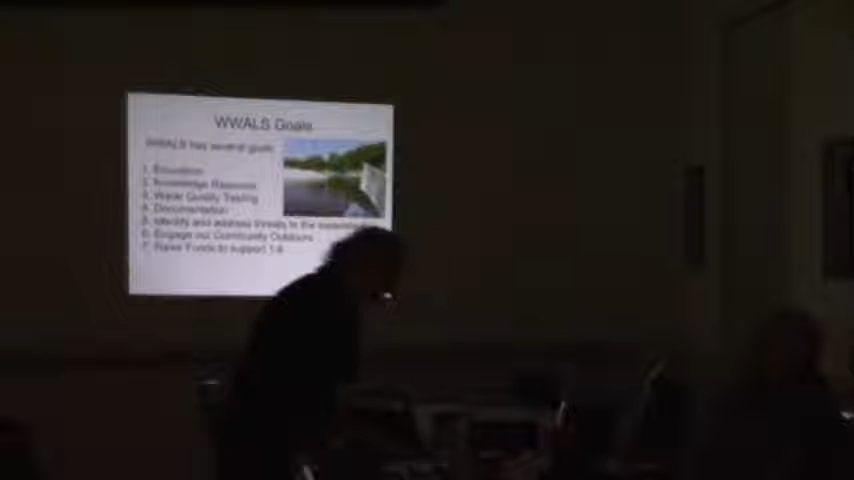 WWALS Goals
WWALS has several goals:
1. Education
2. Knowledge Resource
3. Water Quality Testing
4. Documentation
5. Identify and address threats to the
6. Engage our Community Outdoors
7. Raise Funds to support 1-6